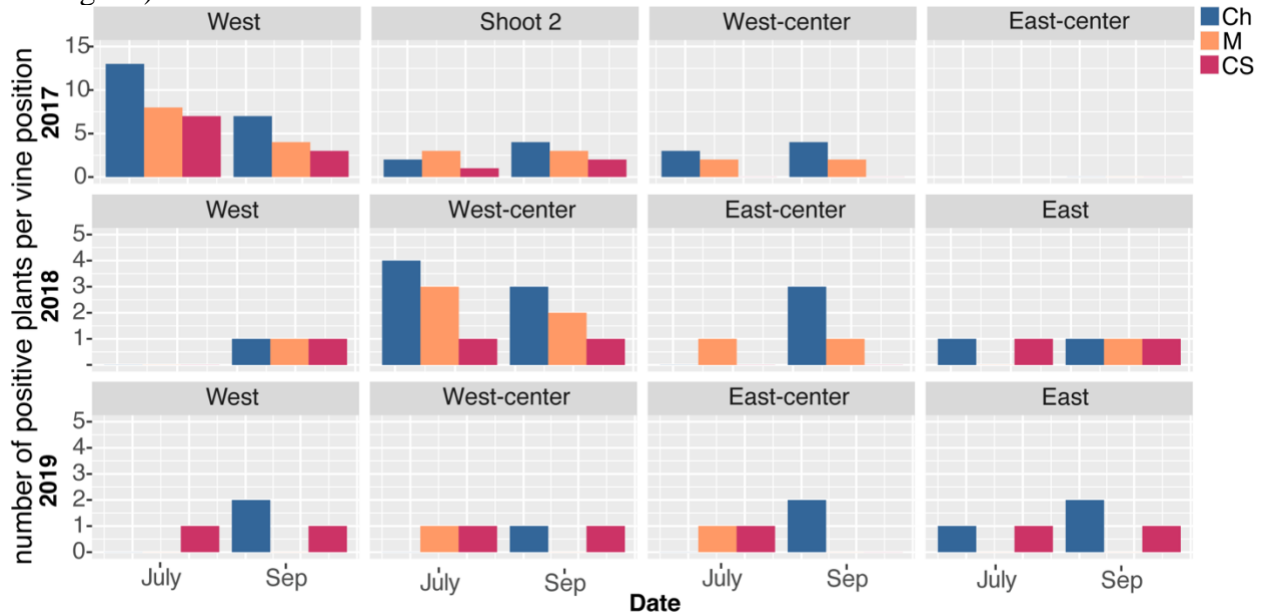 West Shoot 2 West-center East-center
Ch
M
CS
15
10
5
0
2017
West West-center East-center East
5
4
3
2
1
2018
West West-center East-center East
5
4
3
2
1
0
2019
number of positive plants per vine position
July Sep July Sep July Sep July Sep
Date